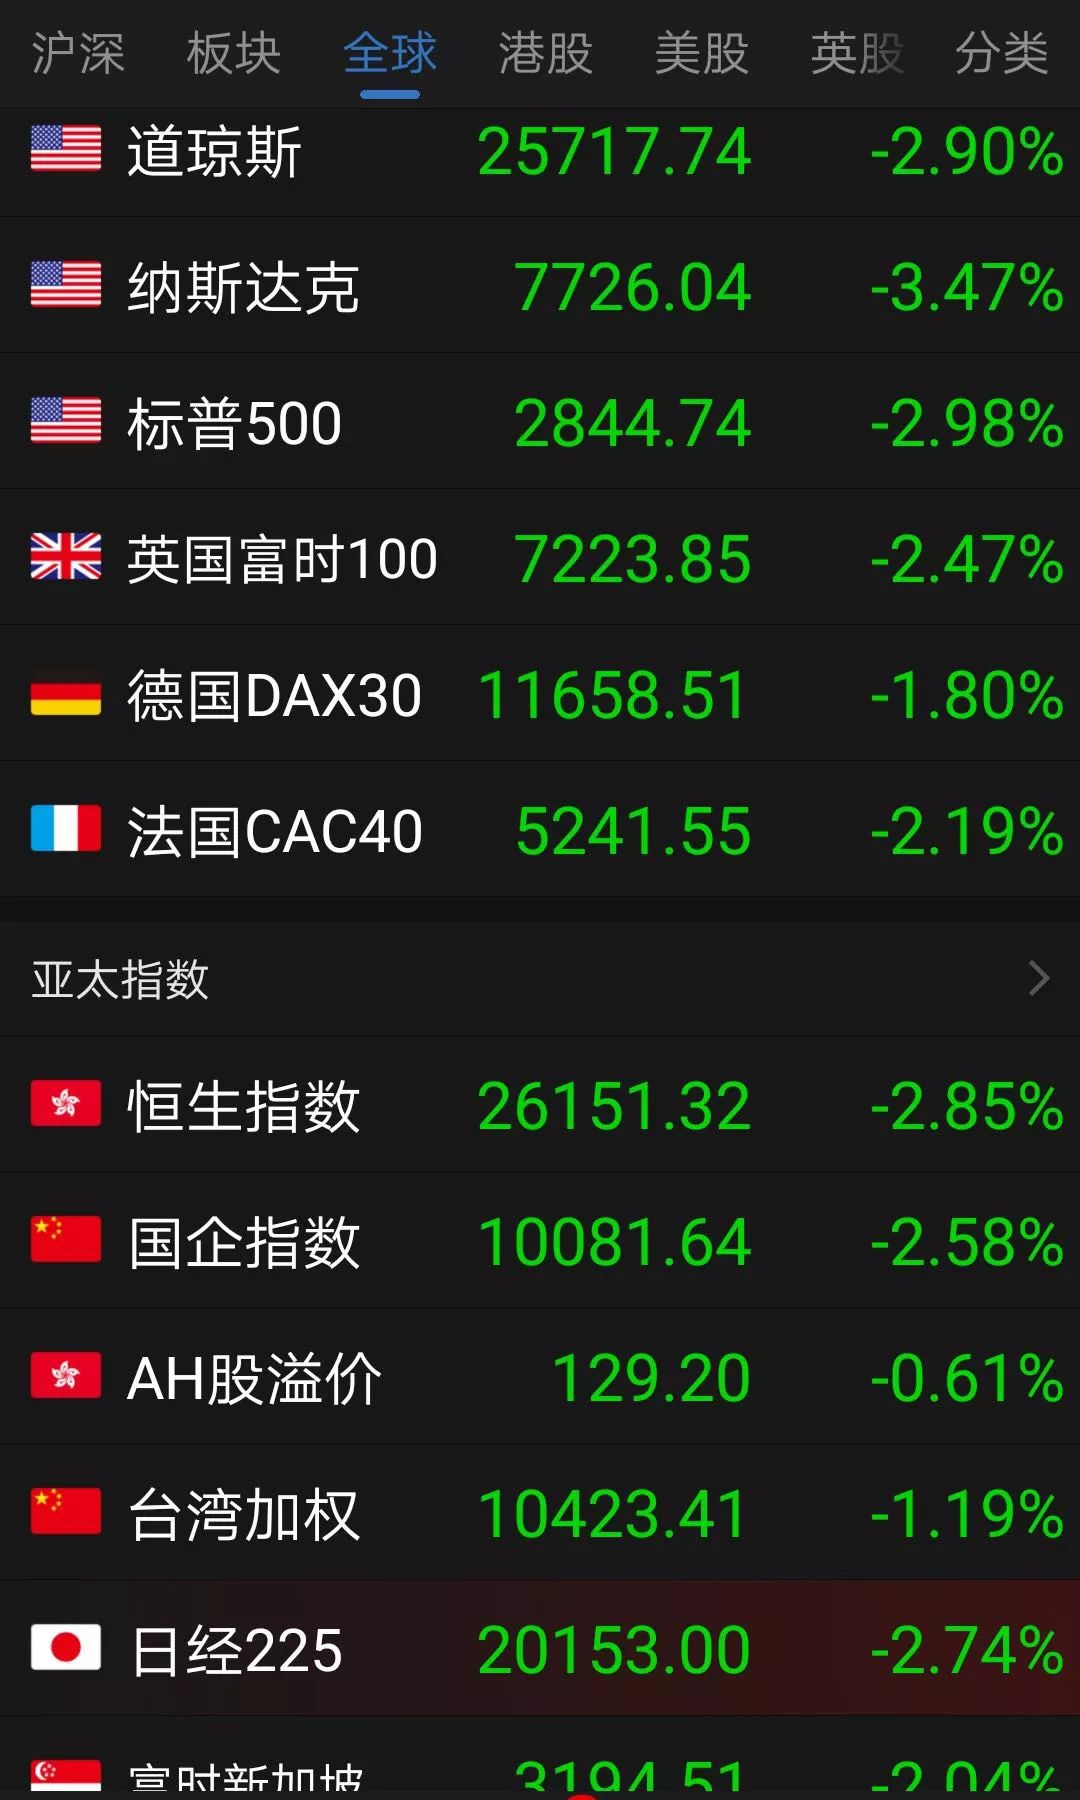 沪深 板块 全球 港股 美股 英股 分类
道琼斯 25717.74 -2.90%
纳斯达克 7726.04 -3.47%
标普500 2844.74 -2.98%
英国富时100 7223.85 -2.47%
德国DAX30 11658.51 -1.80%
法国CAC40 5241.55 -2.19%
亚太指数
恒生指数 26151.32 -2.85%
国企指数 10081.64 -2.58%
AH股溢价 129.20 -0.61%
台湾加权 10423.41 -1.19%
日经225 20153.00 -2.74%
富时新加坡 3194.51 -2.04%